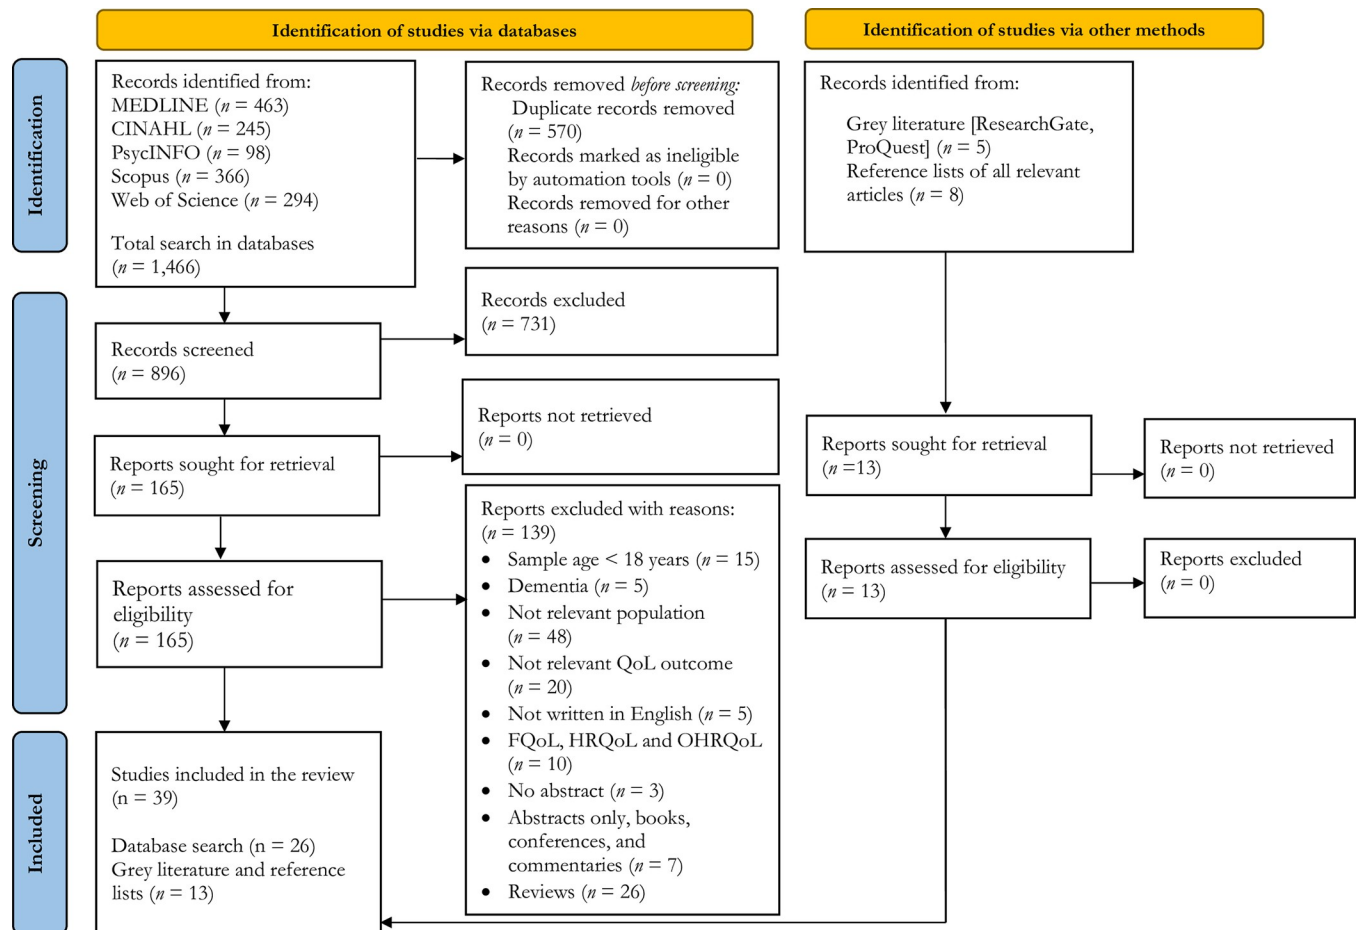 Identification of studies via databases
Identification of studies via other methods
Identification
Records identified from:
MEDLINE (n = 463)
CINAHL (n = 245)
PsycINFO (n = 98)
Scopus (n = 366)
Web of Science (n = 294)
Total search in databases
(n = 1,466)
Records removed before screening:
Duplicate records removed
(n = 570)
Records marked as ineligible
by automation tools (n = 0)
Records removed for other
reasons (n = 0)
Records identified from:
Grey literature [ResearchGate,
ProQuest] (n = 5)
Reference lists of all relevant
articles (n = 8)
Screening
Records screened
(n = 896)
Records excluded
(n = 731)
Reports sought for retrieval
(n = 165)
Reports not retrieved
(n = 0)
Reports sought for retrieval
(n =13)
Reports not retrieved
(n = 0)
Reports assessed for
eligibility
(n = 165)
Reports excluded with reasons:
(n = 139)
• Sample age < 18 years (n = 15)
• Dementia (n = 5)
• Not relevant population
(n = 48)
• Not relevant QoL outcome
(n = 20)
• Not written in English (n = 5)
• FQoL, HRQoL and OHRQoL
(n = 10)
• No abstract (n = 3)
• Abstracts only, books,
conferences, and
commentaries (n = 7)
• Reviews (n = 26)
Reports assessed for eligibility
(n = 13)
Reports excluded
(n = 0)
Included
Studies included in the review
(n = 39)
Database search (n = 26)
Grey literature and reference
lists (n = 13)